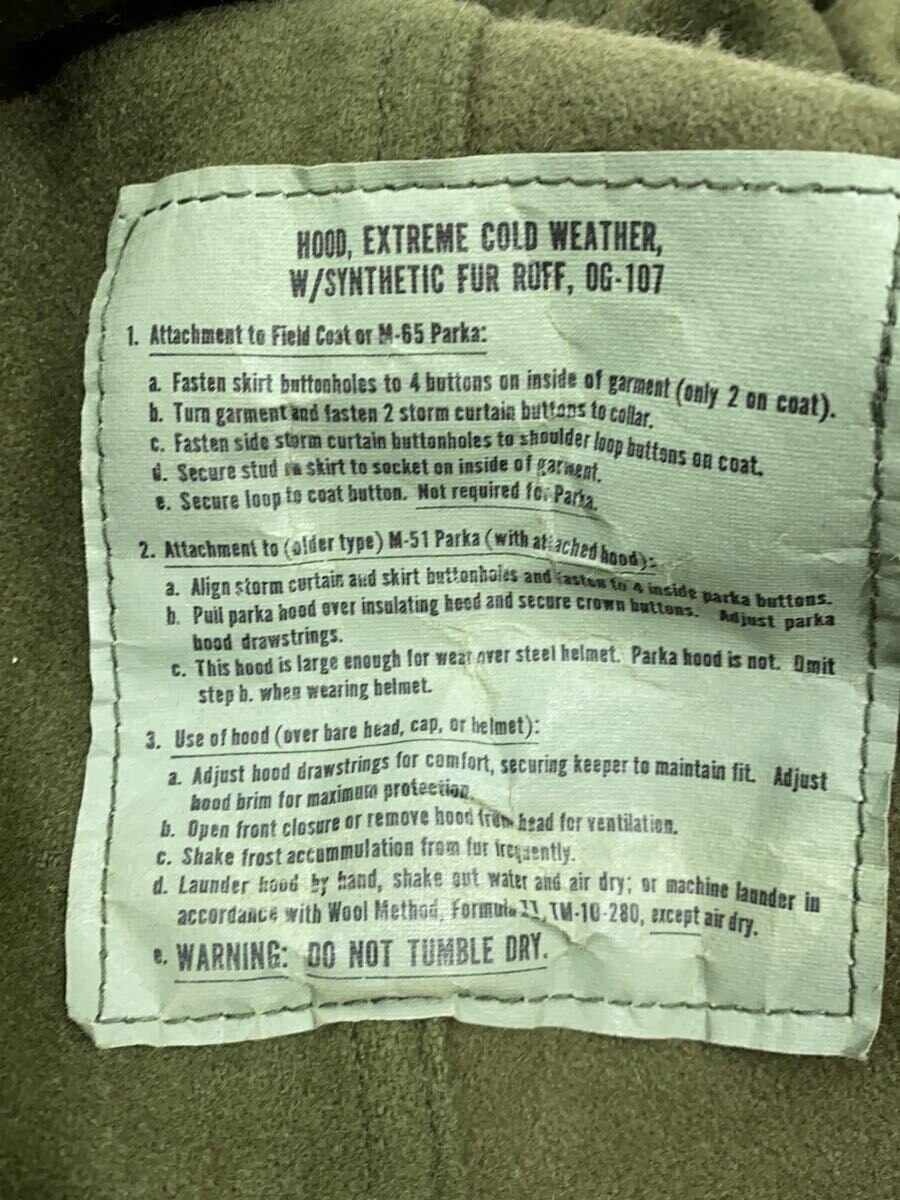 HOOD, EXTREME COLD WEATHER,
W/SYNTHETIC FUR RUFF, OG-107
1. Attachment to Field Coat or M-65 Parka:
a. Fasten skirt buttonholes to 4 buttons on inside of garment (only 2 on coat).
b. Turn garment and fasten 2 storm curtain buttons to collar.
c. Fasten side storm curtain buttonholes to shoulder loop buttons on coat.
d. Secure stud on skirt to socket on inside of garment.
e. Secure loop to coat button. Not required for Parka.
2. Attachment to (older type) M-51 Parka (with attached hood):
a. Align storm curtain and skirt buttonholes and fasten to 4 inside parka buttons.
b. Pull parka hood over insulating hood and secure crown buttons. Adjust parka
hood drawstrings.
c. This hood is large enough for wear over steel helmet. Parka hood is not. Omit
step b. when wearing helmet.
3. Use of hood (over bare head, cap, or helmet):
a. Adjust hood drawstrings for comfort, securing keeper to maintain fit. Adjust
hood brim for maximum protection.
b. Open front closure or remove hood from head for ventilation.
c. Shake frost accummulation from fur frequently.
d. Launder hood by hand, shake out water and air dry; or machine launder in
accordance with Wool Method, Formula II, TM-10-280, except air dry.
e. WARNING: DO NOT TUMBLE DRY.